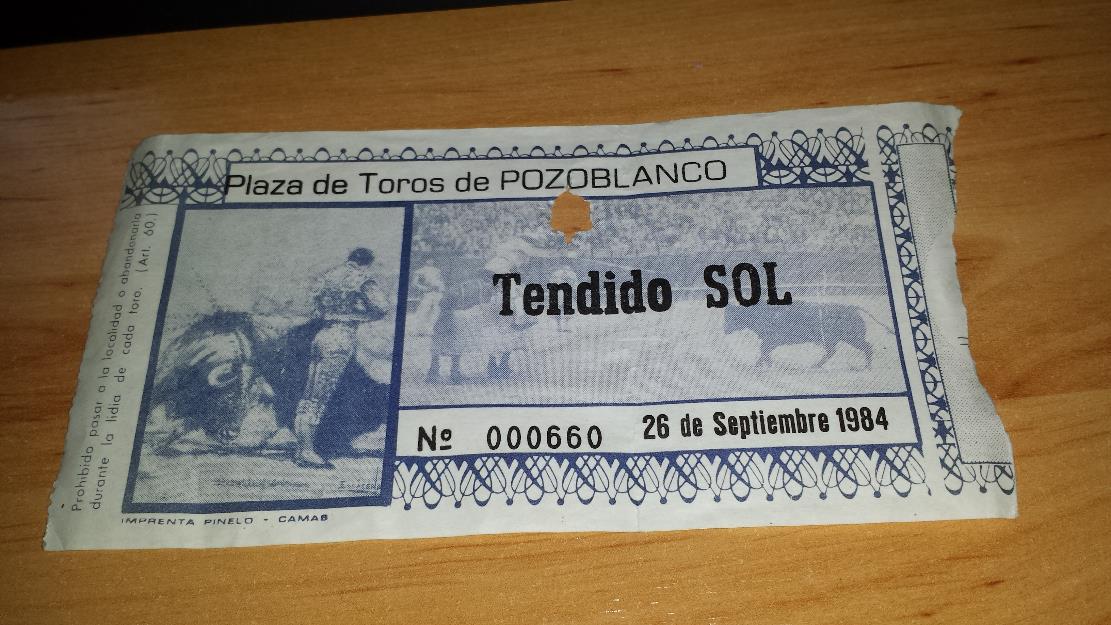 Plaza de Toros de POZOBLANCO
Tendido SOL
Nº 000660
26 de Septiembre 1984
Prohibido pasar a la localidad o abandonarla
durante la lidia de cada toro. (Art. 60.)
IMPRENTA PINELO - CAMAS